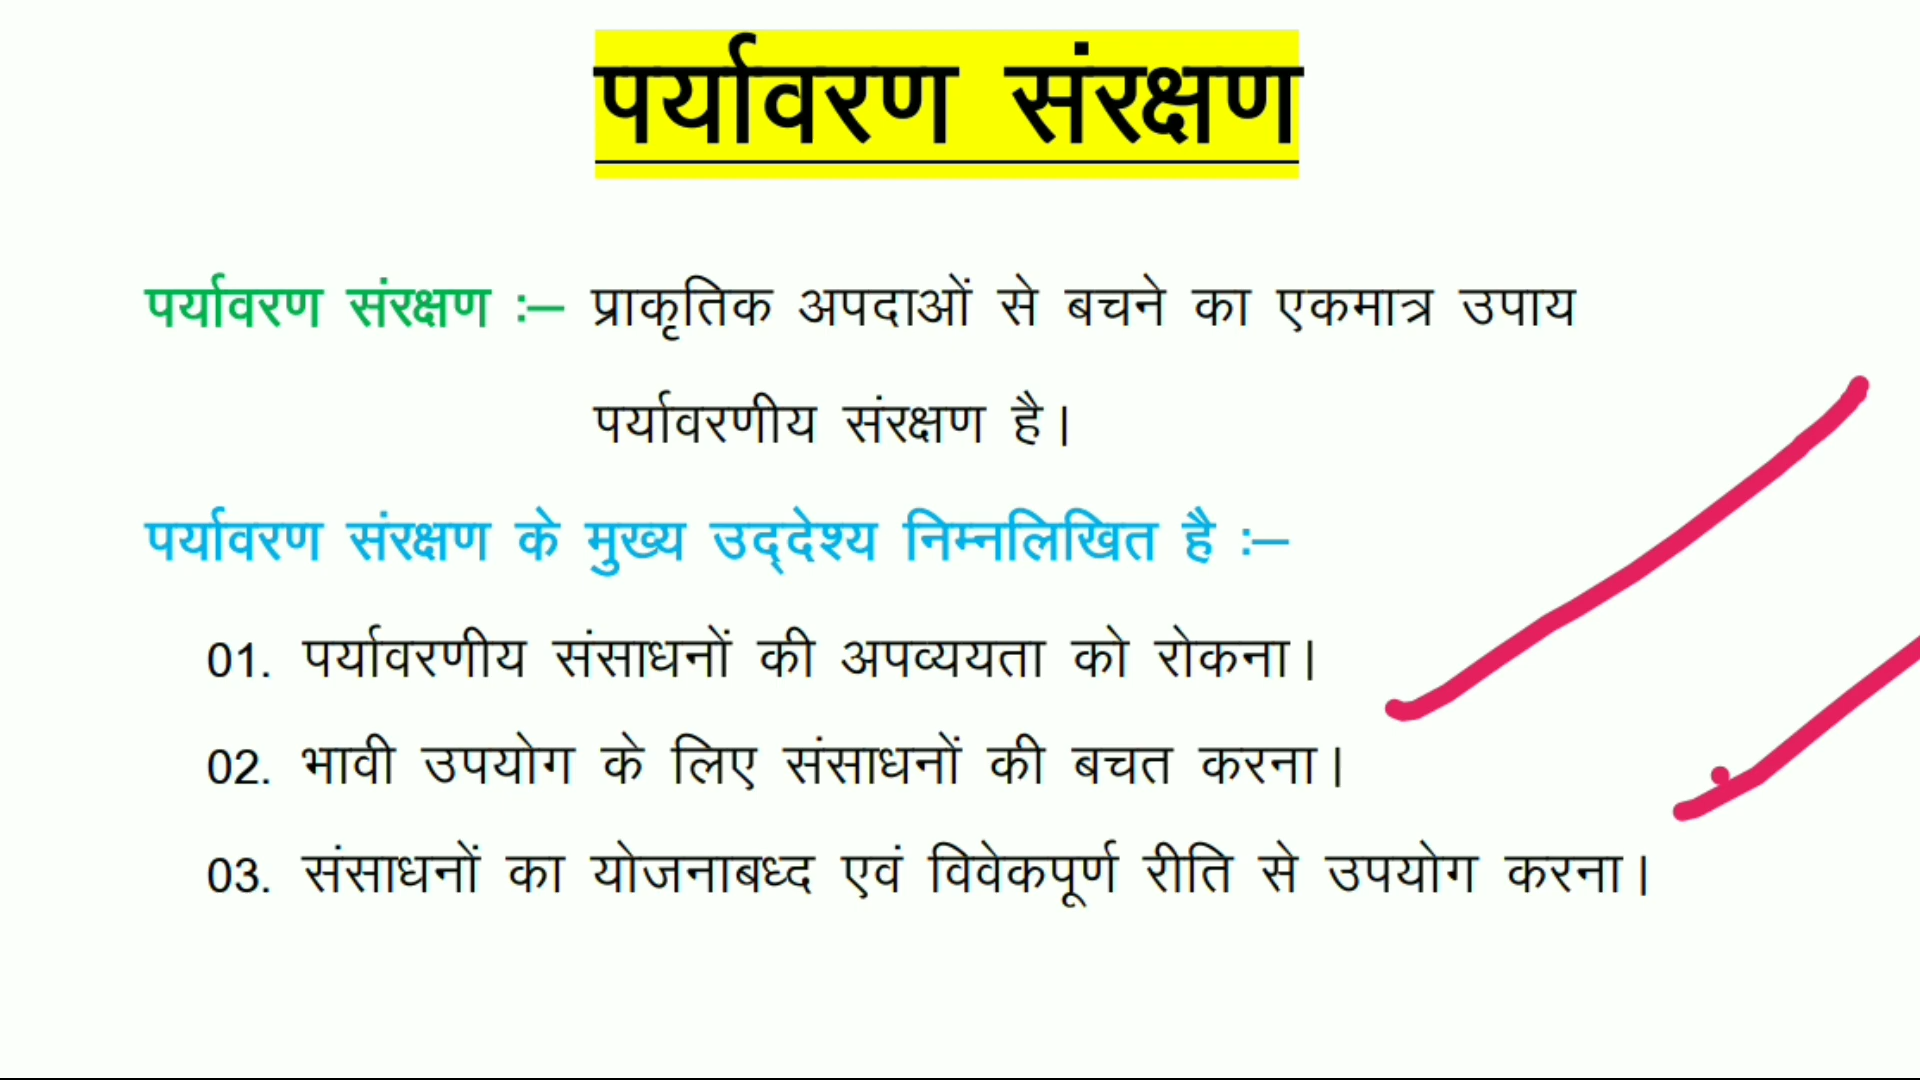 पर्यावरण संरक्षण
पर्यावरण संरक्षण :– प्राकृतिक अपदाओं से बचने का एकमात्र उपाय
पर्यावरणीय संरक्षण है।
पर्यावरण संरक्षण के मुख्य उद्‌देश्य निम्नलिखित है :–
01. पर्यावरणीय संसाधनों की अपव्ययता को रोकना।
02. भावी उपयोग के लिए संसाधनों की बचत करना।
03. संसाधनों का योजनाबध्द एवं विवेकपूर्ण रीति से उपयोग करना।